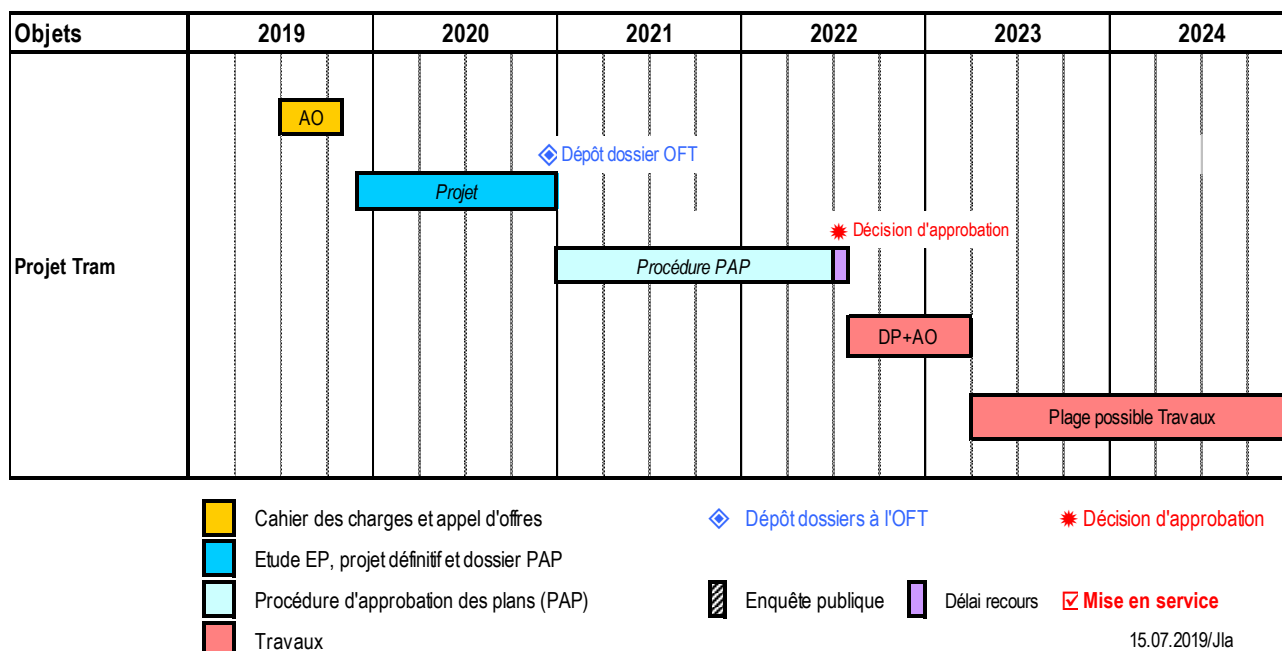 Objets 2019 2020 2021 2022 2023 2024
AO
Dépôt dossier OFT
Projet
Décision d'approbation
Projet Tram
Procédure PAP
DP+AO
Plage possible Travaux
Cahier des charges et appel d'offres
Dépôt dossiers à l'OFT
Décision d'approbation
Etude EP, projet définitif et dossier PAP
Procédure d'approbation des plans (PAP)
Enquête publique
Délai recours
Mise en service
Travaux
15.07.2019/Jla